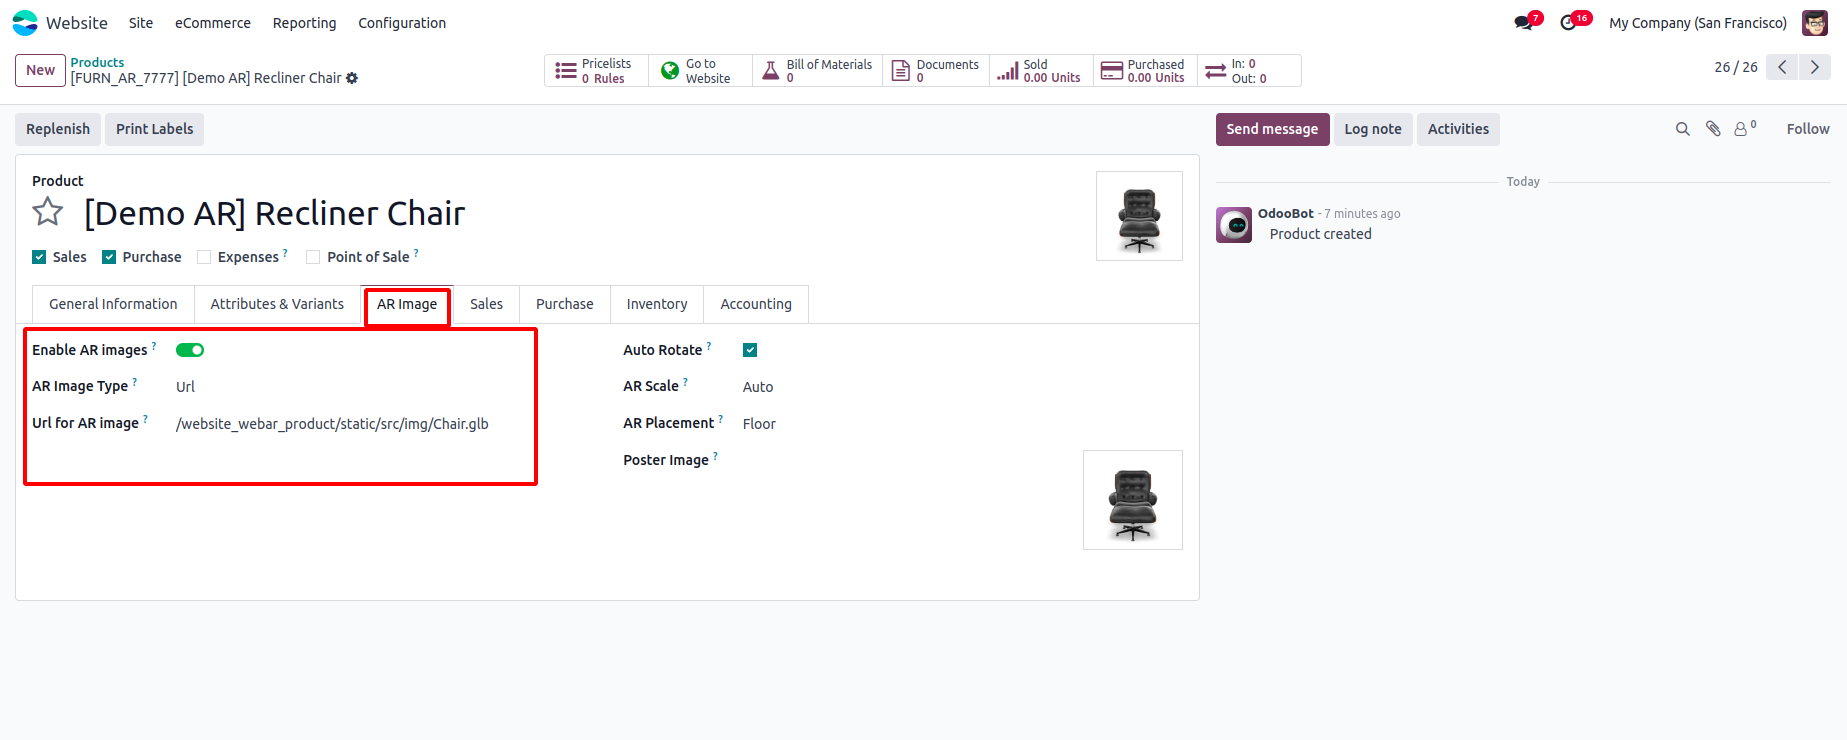 Website Site eCommerce Reporting Configuration 7 16 My Company (San Francisco)
New Products
[FURN_AR_7777] [Demo AR] Recliner Chair
Pricelists
0 Rules
Go to
Website
Bill of Materials
0
Documents
0
Sold
0.00 Units
Purchased
0.00 Units
In: 0
Out: 0
26 / 26
Replenish Print Labels
Send message Log note Activities 0 Follow
Product
[Demo AR] Recliner Chair
Sales Purchase Expenses ? Point of Sale ?
General Information Attributes & Variants AR Image Sales Purchase Inventory Accounting
Enable AR images ?
AR Image Type ? Url
Url for AR image ? /website_webar_product/static/src/img/Chair.glb
Auto Rotate ?
AR Scale ? Auto
AR Placement ? Floor
Poster Image ?
Today
OdooBot - 7 minutes ago
Product created